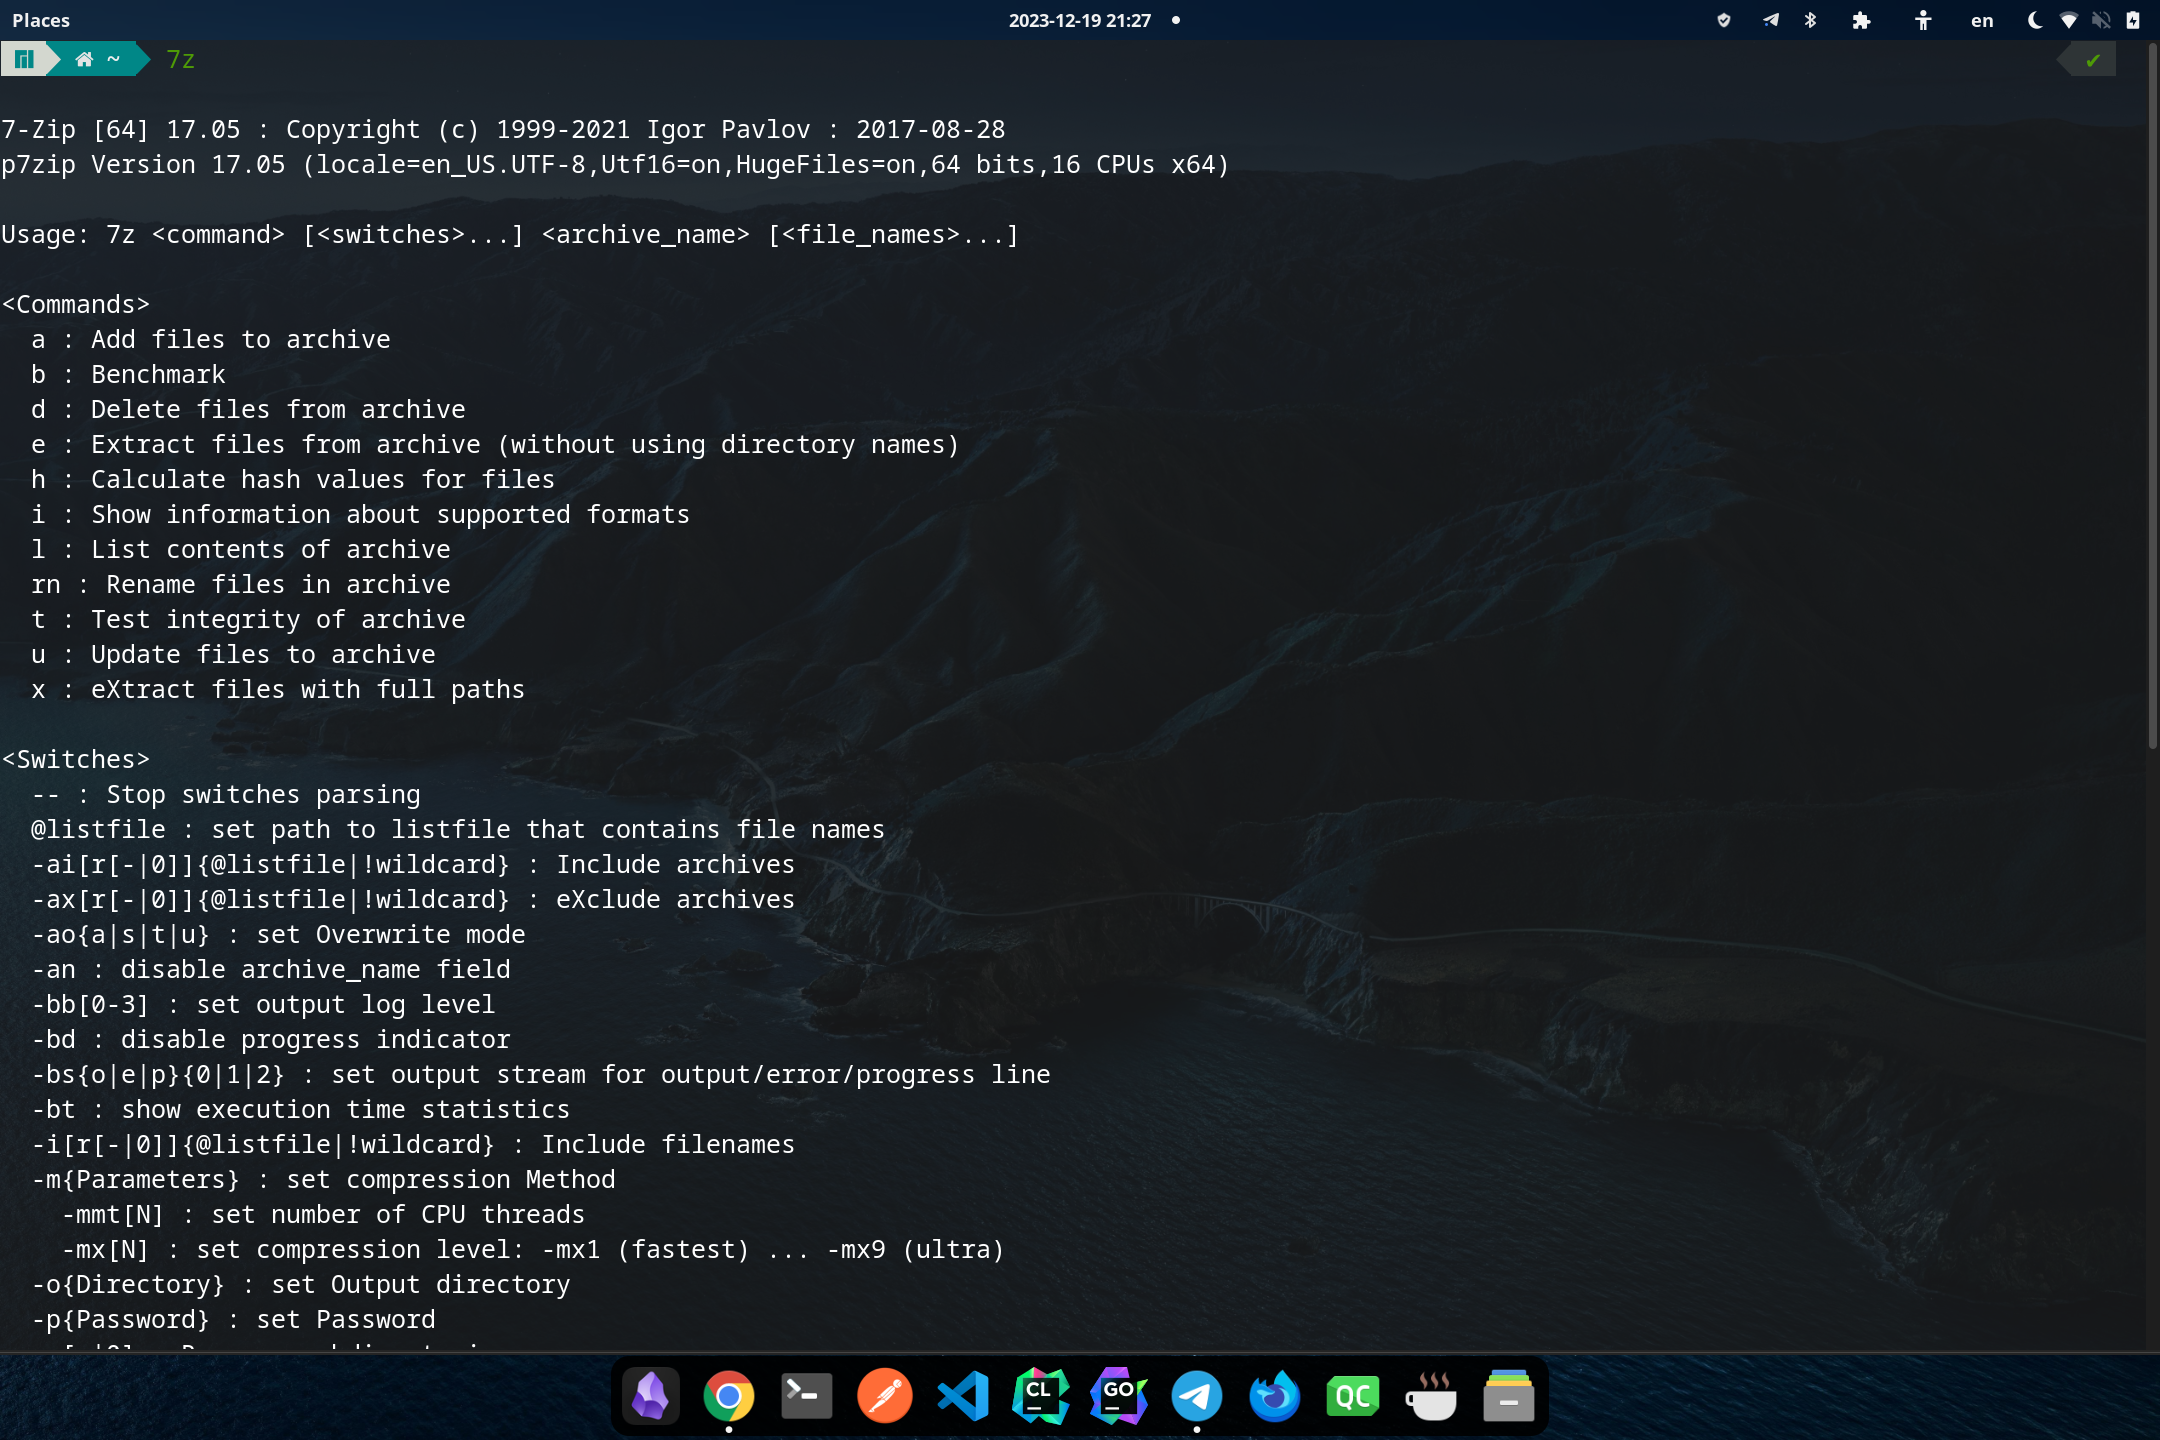 Places
2023-12-19 21:27
en
~ 7z
7-Zip [64] 17.05 : Copyright (c) 1999-2021 Igor Pavlov : 2017-08-28
p7zip Version 17.05 (locale=en_US.UTF-8,Utf16=on,HugeFiles=on,64 bits,16 CPUs x64)
Usage: 7z <command> [<switches>...] <archive_name> [<file_names>...]
<Commands>
a : Add files to archive
b : Benchmark
d : Delete files from archive
e : Extract files from archive (without using directory names)
h : Calculate hash values for files
i : Show information about supported formats
l : List contents of archive
rn : Rename files in archive
t : Test integrity of archive
u : Update files to archive
x : eXtract files with full paths
<Switches>
-- : Stop switches parsing
@listfile : set path to listfile that contains file names
-ai[r[-|0]]{@listfile|!wildcard} : Include archives
-ax[r[-|0]]{@listfile|!wildcard} : eXclude archives
-ao{a|s|t|u} : set Overwrite mode
-an : disable archive_name field
-bb[0-3] : set output log level
-bd : disable progress indicator
-bs{o|e|p}{0|1|2} : set output stream for output/error/progress line
-bt : show execution time statistics
-i[r[-|0]]{@listfile|!wildcard} : Include filenames
-m{Parameters} : set compression Method
-mmt[N] : set number of CPU threads
-mx[N] : set compression level: -mx1 (fastest) ... -mx9 (ultra)
-o{Directory} : set Output directory
-p{Password} : set Password
CL
GO
QC